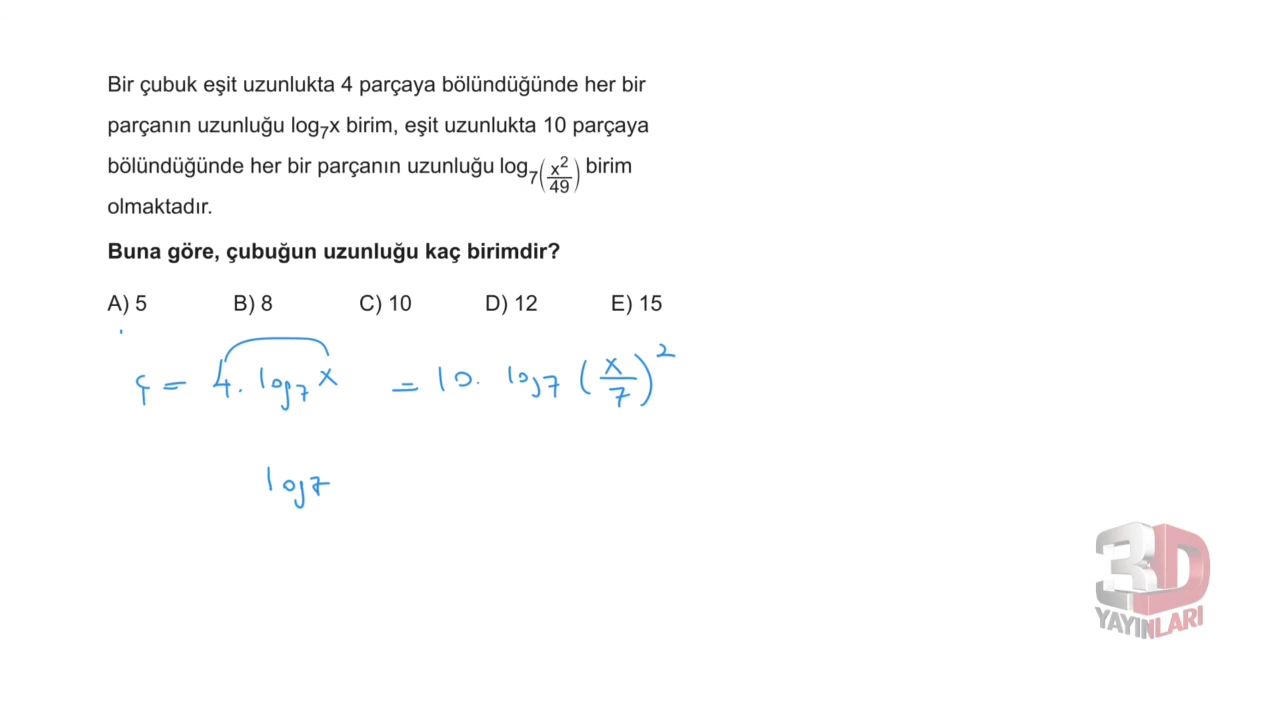 Bir çubuk eşit uzunlukta 4 parçaya bölündüğünde her bir
parçanın uzunluğu log₇x birim, eşit uzunlukta 10 parçaya
bölündüğünde her bir parçanın uzunluğu log₇(x²/49) birim
olmaktadır.
Buna göre, çubuğun uzunluğu kaç birimdir?
A) 5 B) 8 C) 10 D) 12 E) 15
Ç = 4. log₇ x = 10. log₇ (x/7)²
log₇
3D
YAYINLARI